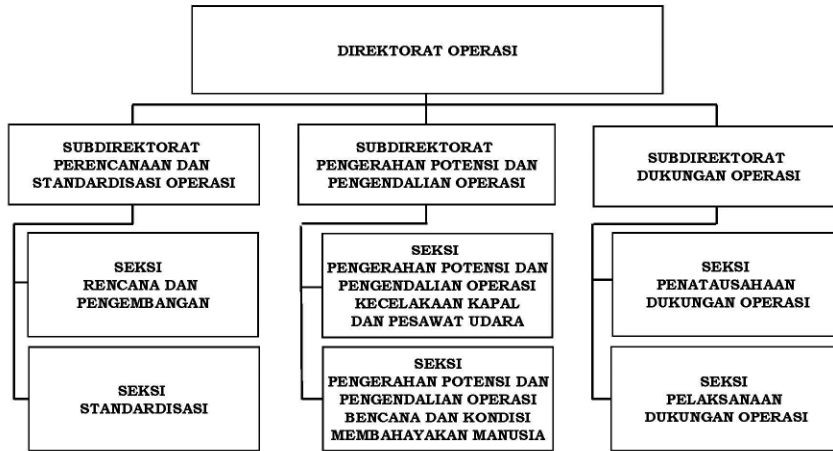 DIREKTORAT OPERASI
SUBDIREKTORAT
PERENCANAAN DAN
STANDARDISASI OPERASI
SUBDIREKTORAT
PENGERAHAN POTENSI DAN
PENGENDALIAN OPERASI
SUBDIREKTORAT
DUKUNGAN OPERASI
SEKSI
RENCANA DAN
PENGEMBANGAN
SEKSI
PENGERAHAN POTENSI DAN
PENGENDALIAN OPERASI
KECELAKAAN KAPAL
DAN PESAWAT UDARA
SEKSI
PENATAUSAHAAN
DUKUNGAN OPERASI
SEKSI
STANDARDISASI
SEKSI
PENGERAHAN POTENSI DAN
PENGENDALIAN OPERASI
BENCANA DAN KONDISI
MEMBAHAYAKAN MANUSIA
SEKSI
PELAKSANAAN
DUKUNGAN OPERASI